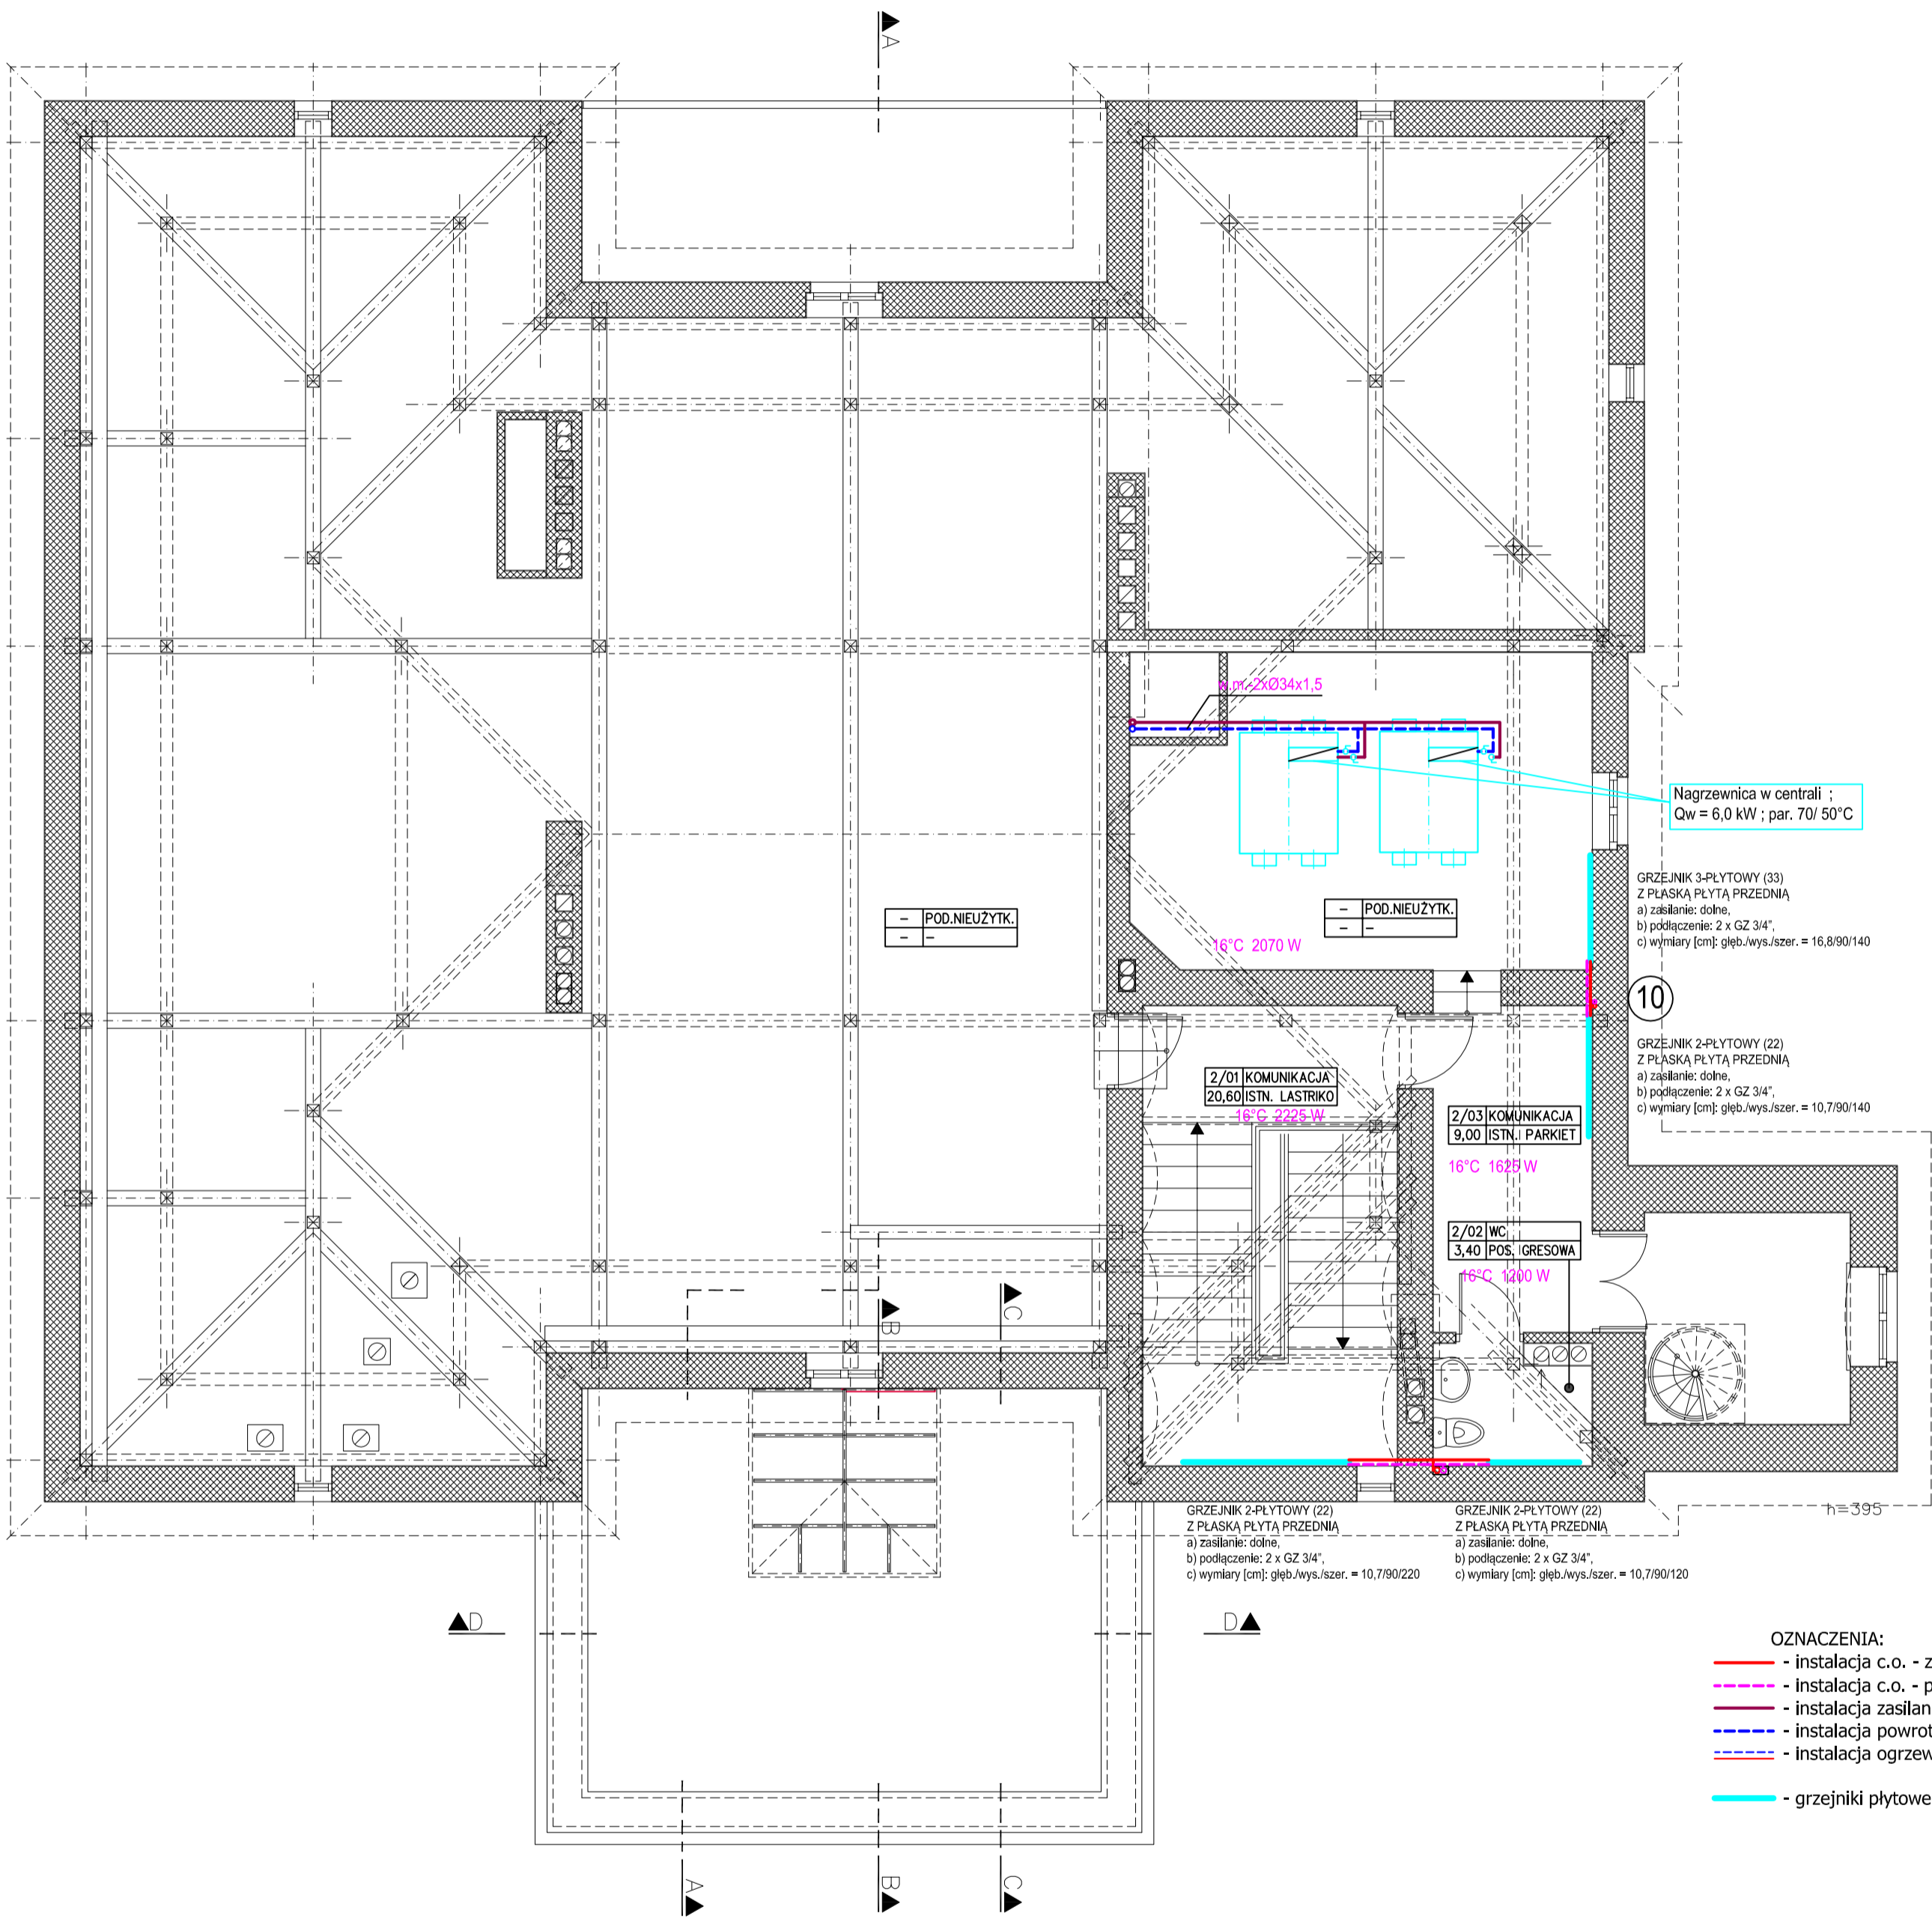 A
w.m.-2xØ34x1,5
Nagrzewnica w centrali ;
Qw = 6,0 kW ; par. 70/ 50°C
GRZEJNIK 3-PŁYTOWY (33)
Z PŁASKĄ PŁYTĄ PRZEDNIĄ
a) zasilanie: dolne,
b) podłączenie: 2 x GZ 3/4",
c) wymiary [cm]: głęb./wys./szer. = 16,8/90/140
- POD.NIEUŻYTK.
- -
- POD.NIEUŻYTK.
- -
16°C 2070 W
10
GRZEJNIK 2-PŁYTOWY (22)
Z PŁASKĄ PŁYTĄ PRZEDNIĄ
a) zasilanie: dolne,
b) podłączenie: 2 x GZ 3/4",
c) wymiary [cm]: głęb./wys./szer. = 10,7/90/140
2/01 KOMUNIKACJA
20,60 ISTN. LASTRIKO
16°C 2225 W
2/03 KOMUNIKACJA
9,00 ISTN. PARKIET
16°C 1625 W
2/02 WC
3,40 POS. GRESOWA
16°C 1200 W
B
C
GRZEJNIK 2-PŁYTOWY (22)
Z PŁASKĄ PŁYTĄ PRZEDNIĄ
a) zasilanie: dolne,
b) podłączenie: 2 x GZ 3/4",
c) wymiary [cm]: głęb./wys./szer. = 10,7/90/220
GRZEJNIK 2-PŁYTOWY (22)
Z PŁASKĄ PŁYTĄ PRZEDNIĄ
a) zasilanie: dolne,
b) podłączenie: 2 x GZ 3/4",
c) wymiary [cm]: głęb./wys./szer. = 10,7/90/120
h=395
D
D
OZNACZENIA:
- instalacja c.o. - z
- instalacja c.o. - p
- instalacja zasilan
- instalacja powrot
- instalacja ogrzew
- grzejniki płytowe
A
B
C